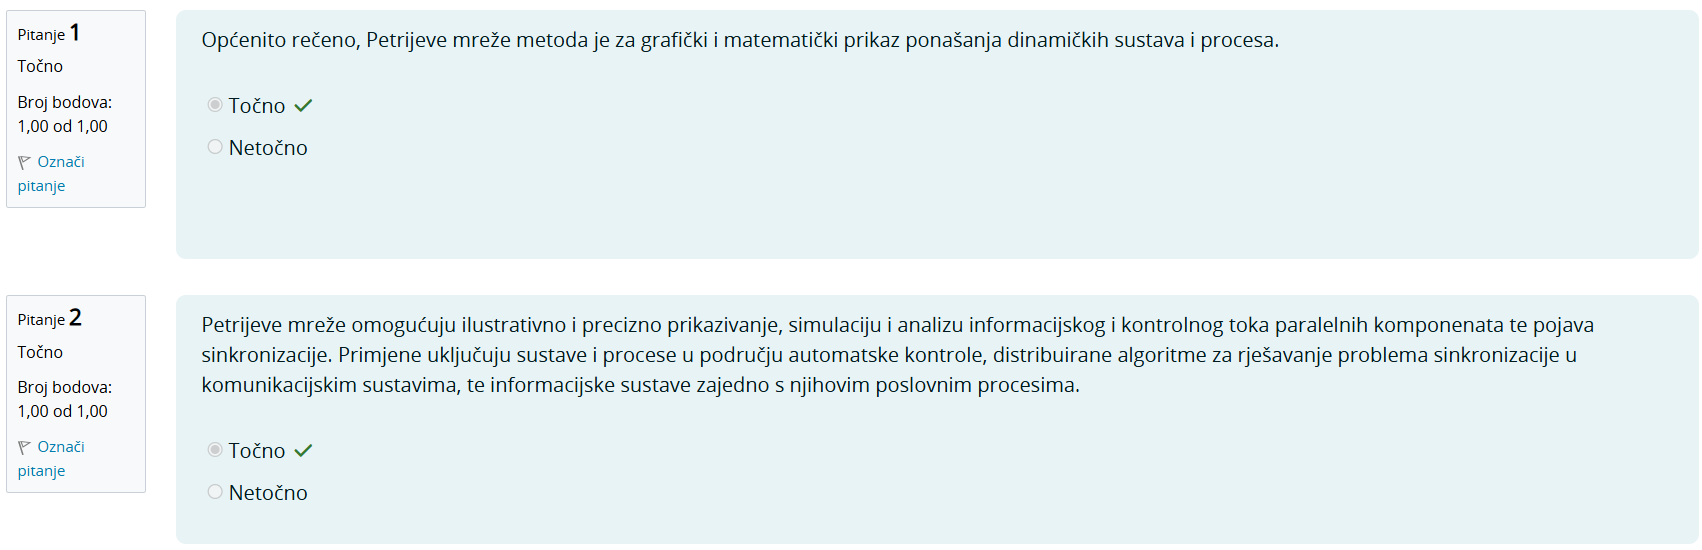 Pitanje 1
Točno
Broj bodova:
1,00 od 1,00
Označi
pitanje
Općenito rečeno, Petrijeve mreže metoda je za grafički i matematički prikaz ponašanja dinamičkih sustava i procesa.
Točno
Netočno
Pitanje 2
Točno
Broj bodova:
1,00 od 1,00
Označi
pitanje
Petrijeve mreže omogućuju ilustrativno i precizno prikazivanje, simulaciju i analizu informacijskog i kontrolnog toka paralelnih komponenata te pojava
sinkronizacije. Primjene uključuju sustave i procese u području automatske kontrole, distribuirane algoritme za rješavanje problema sinkronizacije u
komunikacijskim sustavima, te informacijske sustave zajedno s njihovim poslovnim procesima.
Točno
Netočno